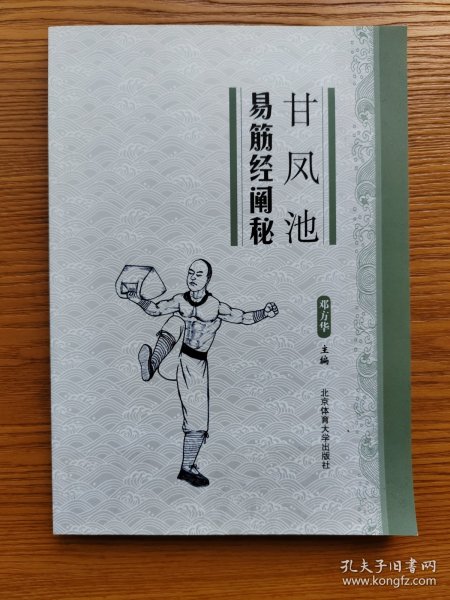 甘凤池
易筋经阐秘
邓方华
主编
北京体育大学出版社
孔夫子旧书网
www.kongfz.com